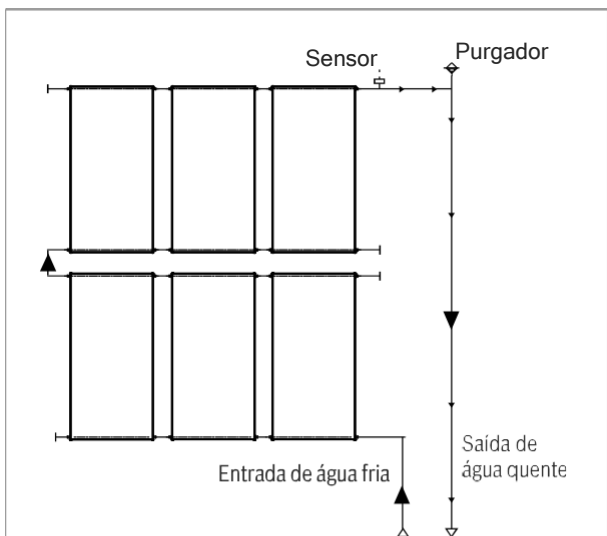 Sensor
Purgador
Entrada de água fria
Saída de
água quente